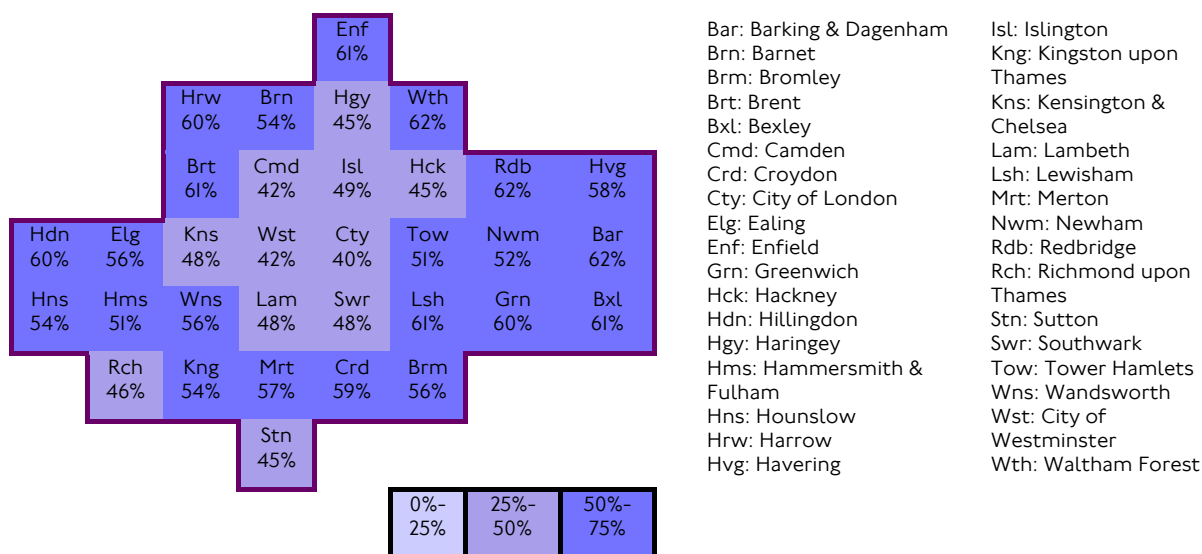 Enf
61%
Hrw Brn Hgy Wth
60% 54% 45% 62%
Brt Cmd Isl Hck Rdb Hvg
61% 42% 49% 45% 62% 58%
Hdn Elg Kns Wst Cty Tow Nwm Bar
60% 56% 48% 42% 40% 51% 52% 62%
Hns Hms Wns Lam Swr Lsh Grn Bxl
54% 51% 56% 48% 48% 61% 60% 61%
Rch Kng Mrt Crd Brm
46% 54% 57% 59% 56%
Stn
45%
0%- 25%- 50%-
25% 50% 75%
Bar: Barking & Dagenham
Brn: Barnet
Brm: Bromley
Brt: Brent
Bxl: Bexley
Cmd: Camden
Crd: Croydon
Cty: City of London
Elg: Ealing
Enf: Enfield
Grn: Greenwich
Hck: Hackney
Hdn: Hillingdon
Hgy: Haringey
Hms: Hammersmith &
Fulham
Hns: Hounslow
Hrw: Harrow
Hvg: Havering
Isl: Islington
Kng: Kingston upon
Thames
Kns: Kensington &
Chelsea
Lam: Lambeth
Lsh: Lewisham
Mrt: Merton
Nwm: Newham
Rdb: Redbridge
Rch: Richmond upon
Thames
Stn: Sutton
Swr: Southwark
Tow: Tower Hamlets
Wns: Wandsworth
Wst: City of
Westminster
Wth: Waltham Forest